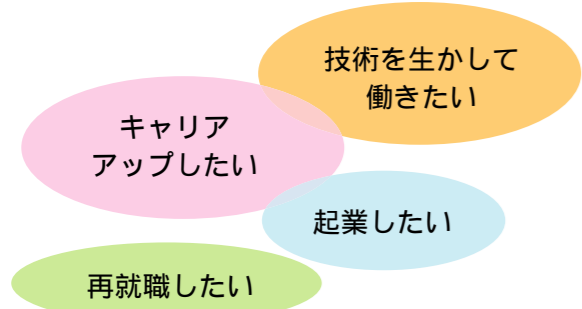 技術を生かして
働きたい
キャリア
アップしたい
起業したい
再就職したい